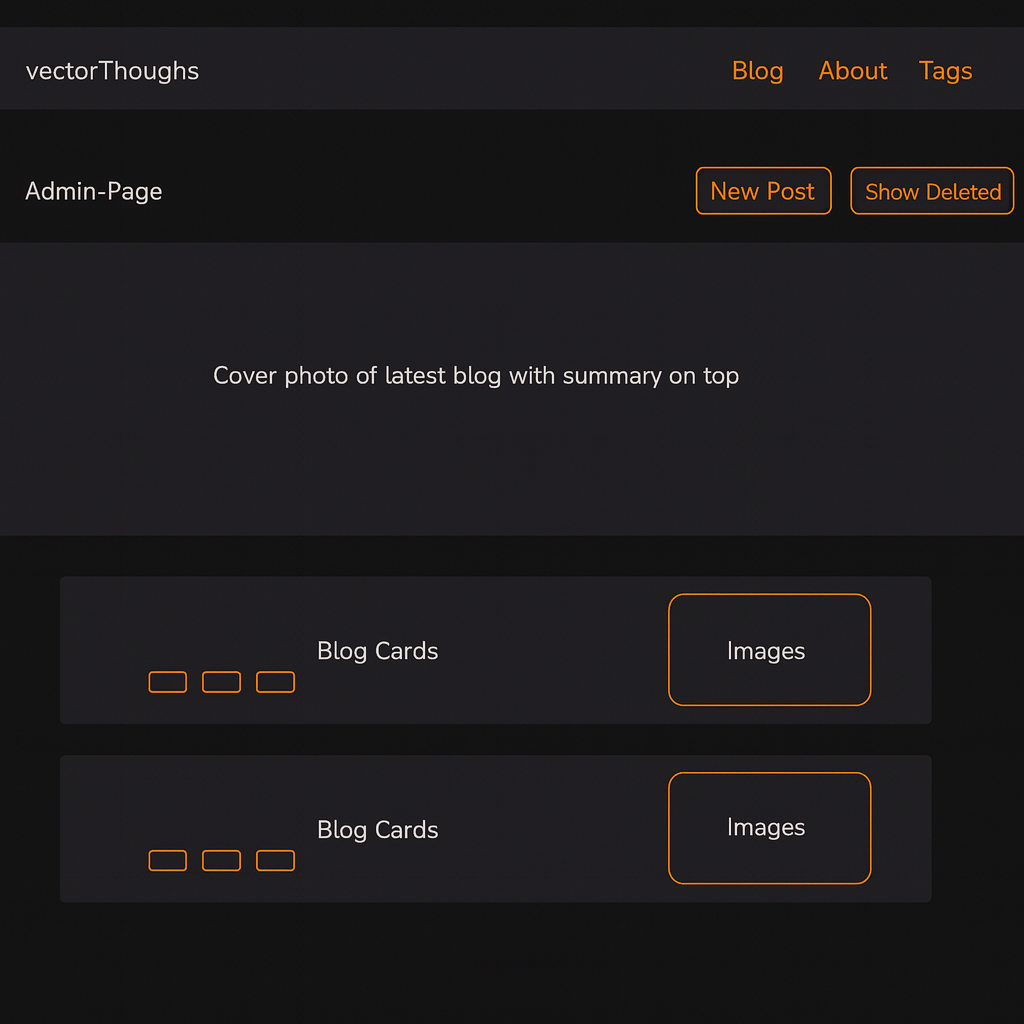 vectorThoughs
Blog About Tags
Admin-Page
New Post
Show Deleted
Cover photo of latest blog with summary on top
Blog Cards
Images
Blog Cards
Images